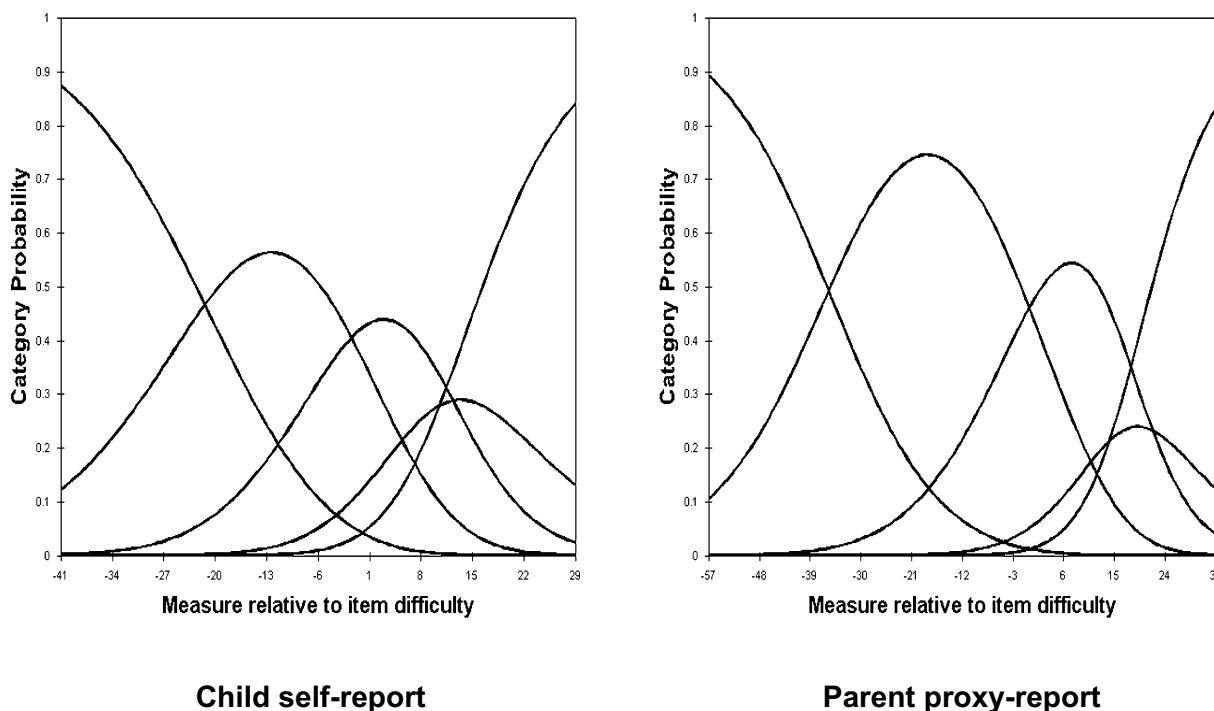 1
0.9
0.8
0.7
0.6
0.5
0.4
0.3
0.2
0.1
0
Category Probability
-41 -34 -27 -20 -13 -6 1 8 15 22 29
Measure relative to item difficulty
Child self-report
1
0.9
0.8
0.7
0.6
0.5
0.4
0.3
0.2
0.1
0
Category Probability
-57 -48 -39 -30 -21 -12 -3 6 15 24
Measure relative to item difficulty
Parent proxy-report